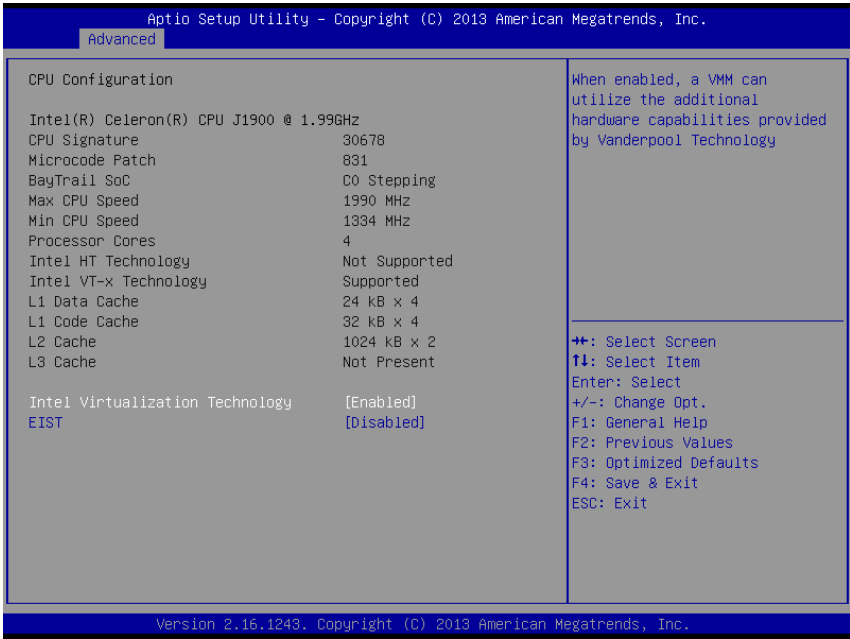 Aptio Setup Utility – Copyright (C) 2013 American Megatrends, Inc.
Advanced
CPU Configuration
Intel(R) Celeron(R) CPU J1900 @ 1.99GHz
CPU Signature 30678
Microcode Patch 831
BayTrail SoC C0 Stepping
Max CPU Speed 1990 MHz
Min CPU Speed 1334 MHz
Processor Cores 4
Intel HT Technology Not Supported
Intel VT-x Technology Supported
L1 Data Cache 24 kB x 4
L1 Code Cache 32 kB x 4
L2 Cache 1024 kB x 2
L3 Cache Not Present
Intel Virtualization Technology [Enabled]
EIST [Disabled]
When enabled, a VMM can
utilize the additional
hardware capabilities provided
by Vanderpool Technology
→←: Select Screen
↑↓: Select Item
Enter: Select
+/-: Change Opt.
F1: General Help
F2: Previous Values
F3: Optimized Defaults
F4: Save & Exit
ESC: Exit
Version 2.16.1243. Copyright (C) 2013 American Megatrends, Inc.